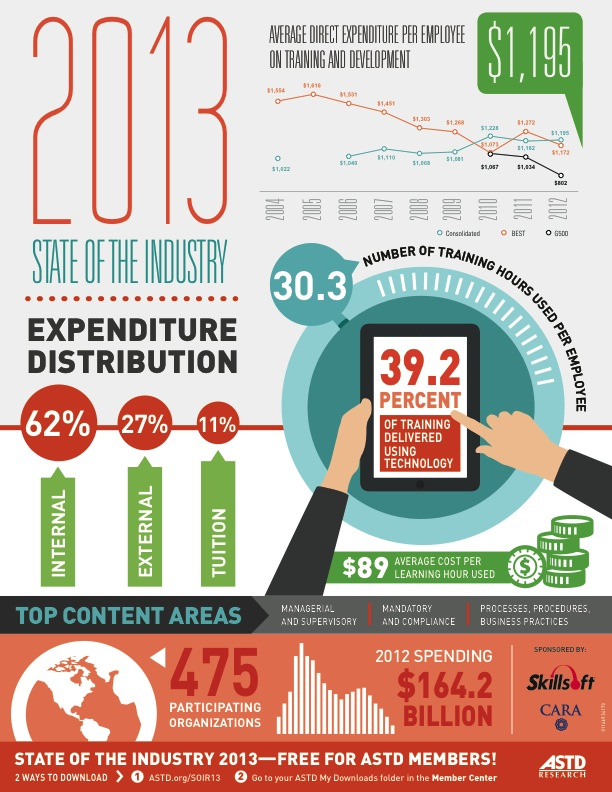 2013
STATE OF THE INDUSTRY
AVERAGE DIRECT EXPENDITURE PER EMPLOYEE
ON TRAINING AND DEVELOPMENT
$1,195
$1,554
$1,616
$1,531
$1,451
$1,303
$1,268
$1,228
$1,272
$1,195
$1,073
$1,182
$1,172
$1,022
$1,040
$1,110
$1,068
$1,081
$1,067
$1,034
$802
2004
2005
2006
2007
2008
2009
2010
2011
2012
Consolidated
BEST
G500
EXPENDITURE
DISTRIBUTION
62%
27%
11%
INTERNAL
EXTERNAL
TUITION
30.3
NUMBER OF TRAINING HOURS USED PER EMPLOYEE
39.2
PERCENT
OF TRAINING
DELIVERED
USING
TECHNOLOGY
$89
AVERAGE COST PER
LEARNING HOUR USED
$
TOP CONTENT AREAS
MANAGERIAL
AND SUPERVISORY
MANDATORY
AND COMPLIANCE
PROCESSES, PROCEDURES,
BUSINESS PRACTICES
475
PARTICIPATING
ORGANIZATIONS
2012 SPENDING
$164.2
BILLION
SPONSORED BY:
Skillsoft
CARA
STATE OF THE INDUSTRY 2013—FREE FOR ASTD MEMBERS!
2 WAYS TO DOWNLOAD
1 ASTD.org/SOIR13
2 Go to your ASTD My Downloads folder in the Member Center
ASTD
RESEARCH